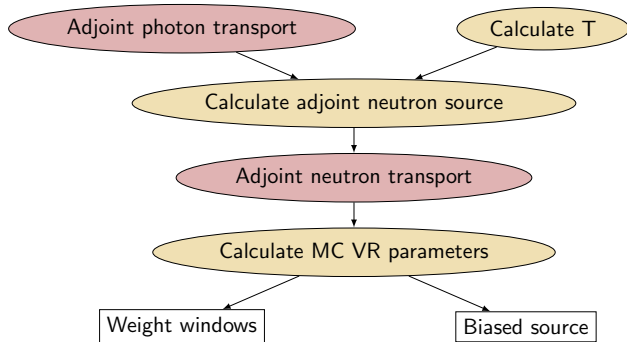 Adjoint photon transport
Calculate T
Calculate adjoint neutron source
Adjoint neutron transport
Calculate MC VR parameters
Weight windows
Biased source